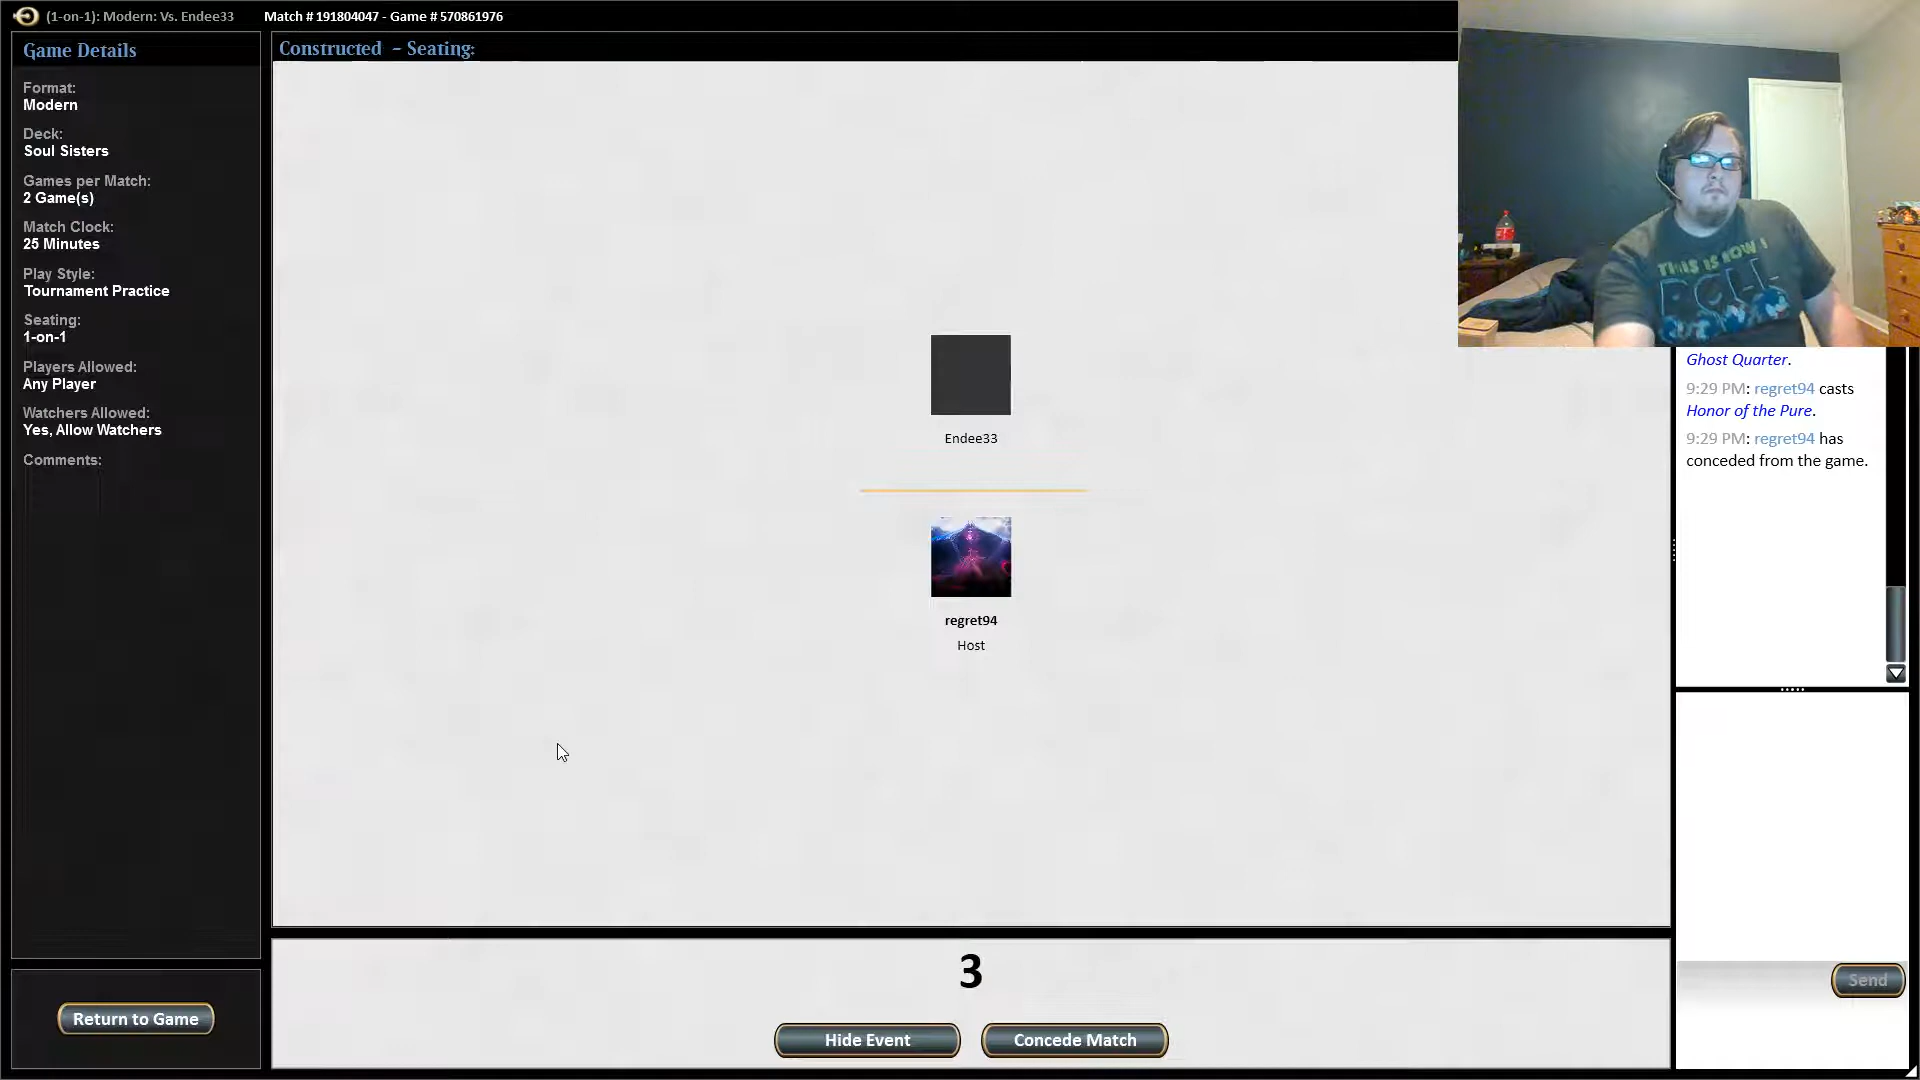 (1-on-1): Modern: Vs. Endee33
Match # 191804047 - Game # 570861976
Game Details
Format:
Modern
Deck:
Soul Sisters
Games per Match:
2 Game(s)
Match Clock:
25 Minutes
Play Style:
Tournament Practice
Seating:
1-on-1
Players Allowed:
Any Player
Watchers Allowed:
Yes, Allow Watchers
Comments:
Return to Game
Constructed - Seating:
Endee33
regret94
Host
3
Hide Event
Concede Match
THIS IS HOW I
ROLL
Ghost Quarter.
9:29 PM: regret94 casts
Honor of the Pure.
9:29 PM: regret94 has
conceded from the game.
Send